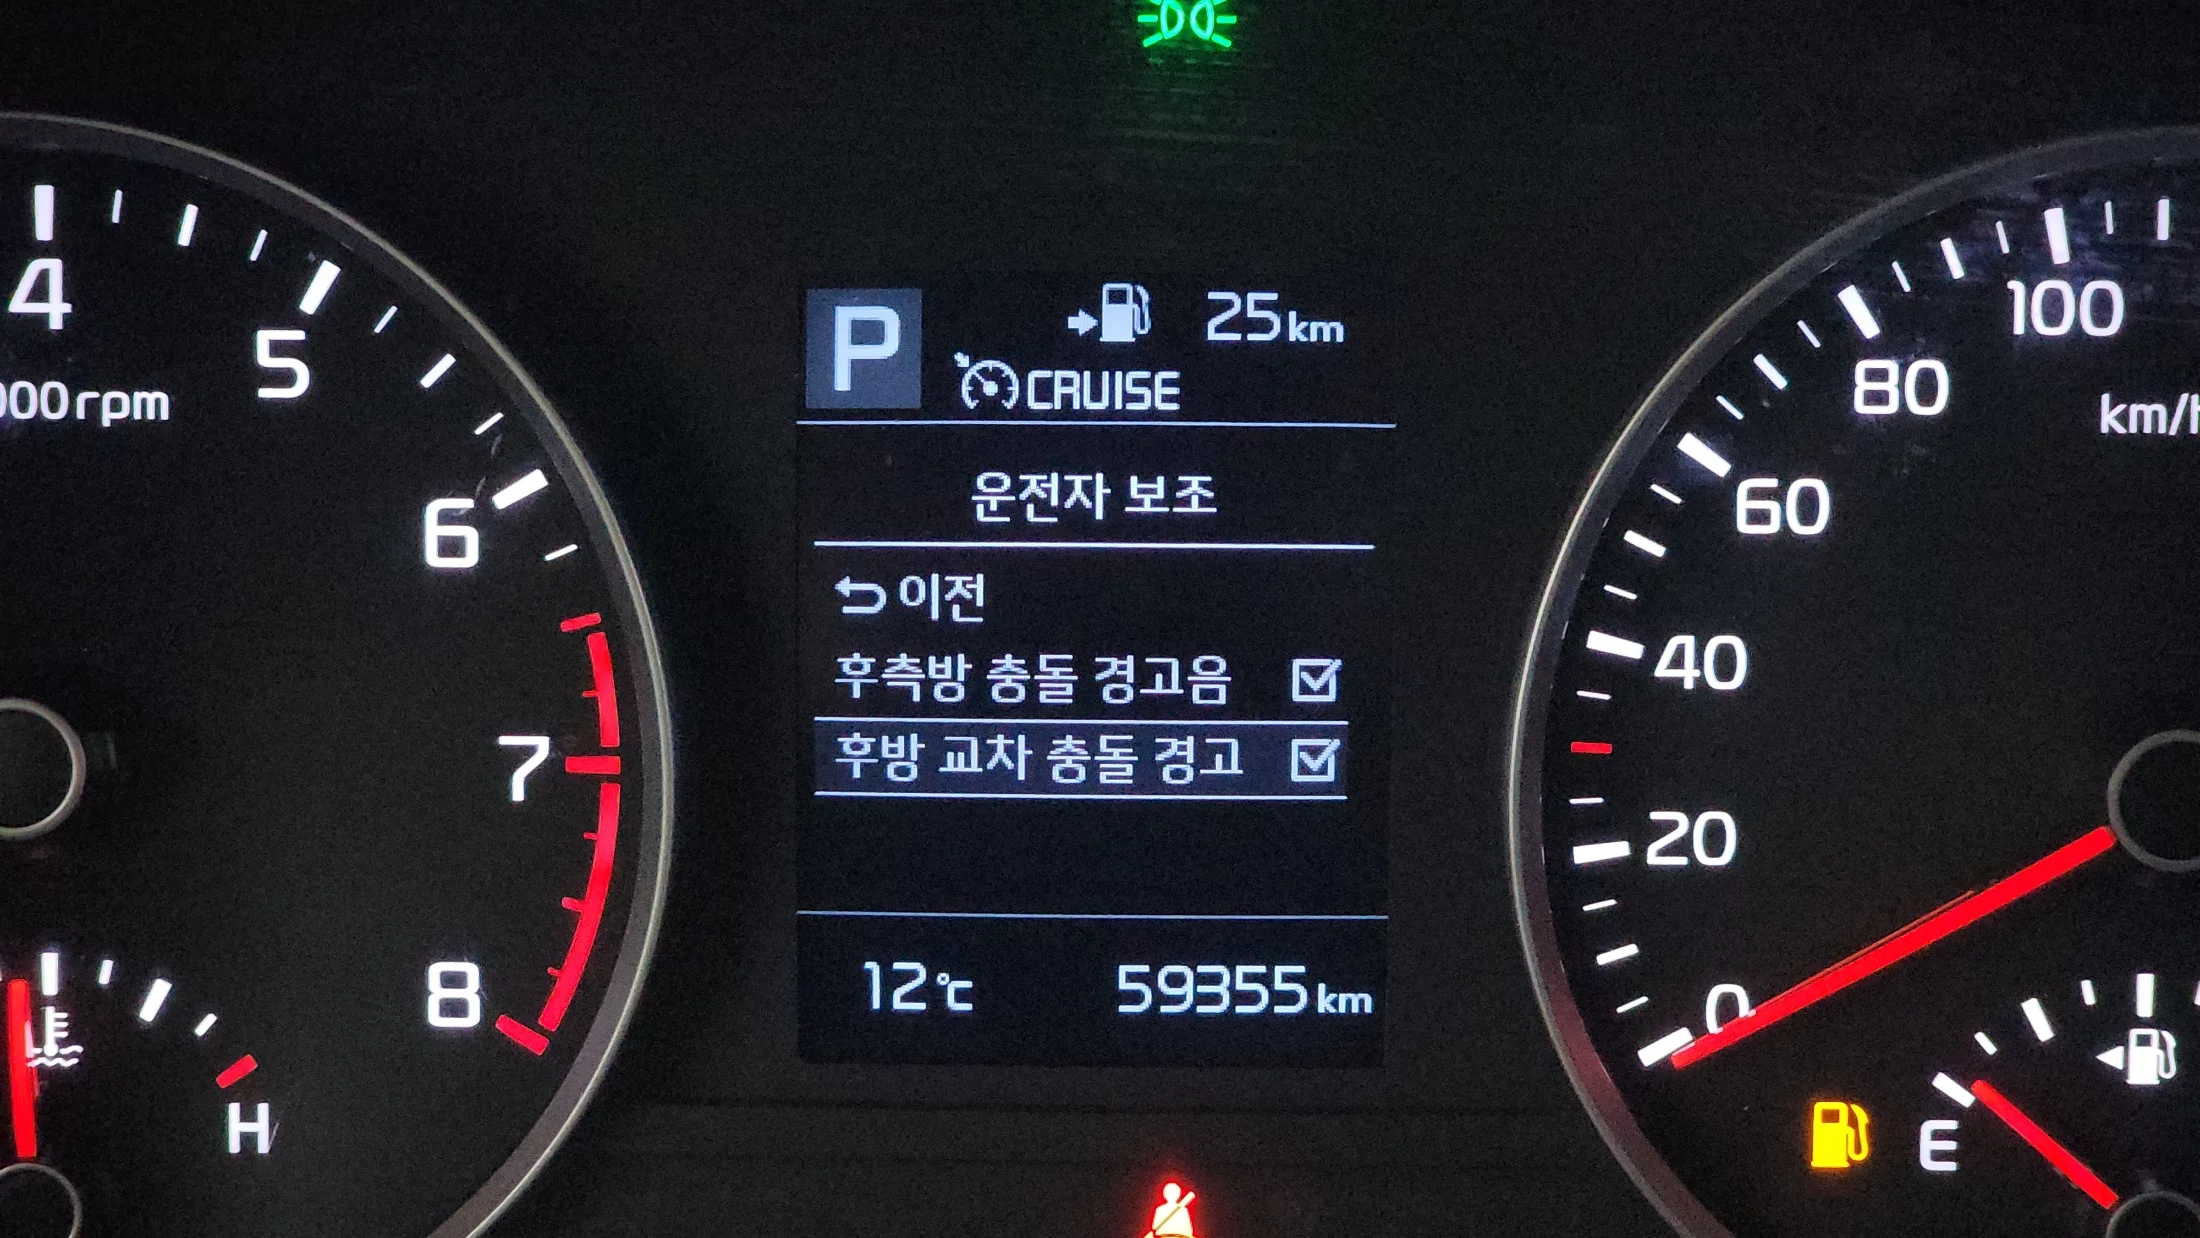 4
5
6
7
8
000rpm
H
P
25km
CRUISE
운전자 보조
이전
후측방 충돌 경고음
후방 교차 충돌 경고
12℃
59355km
100
80
60
40
20
0
km/h
E